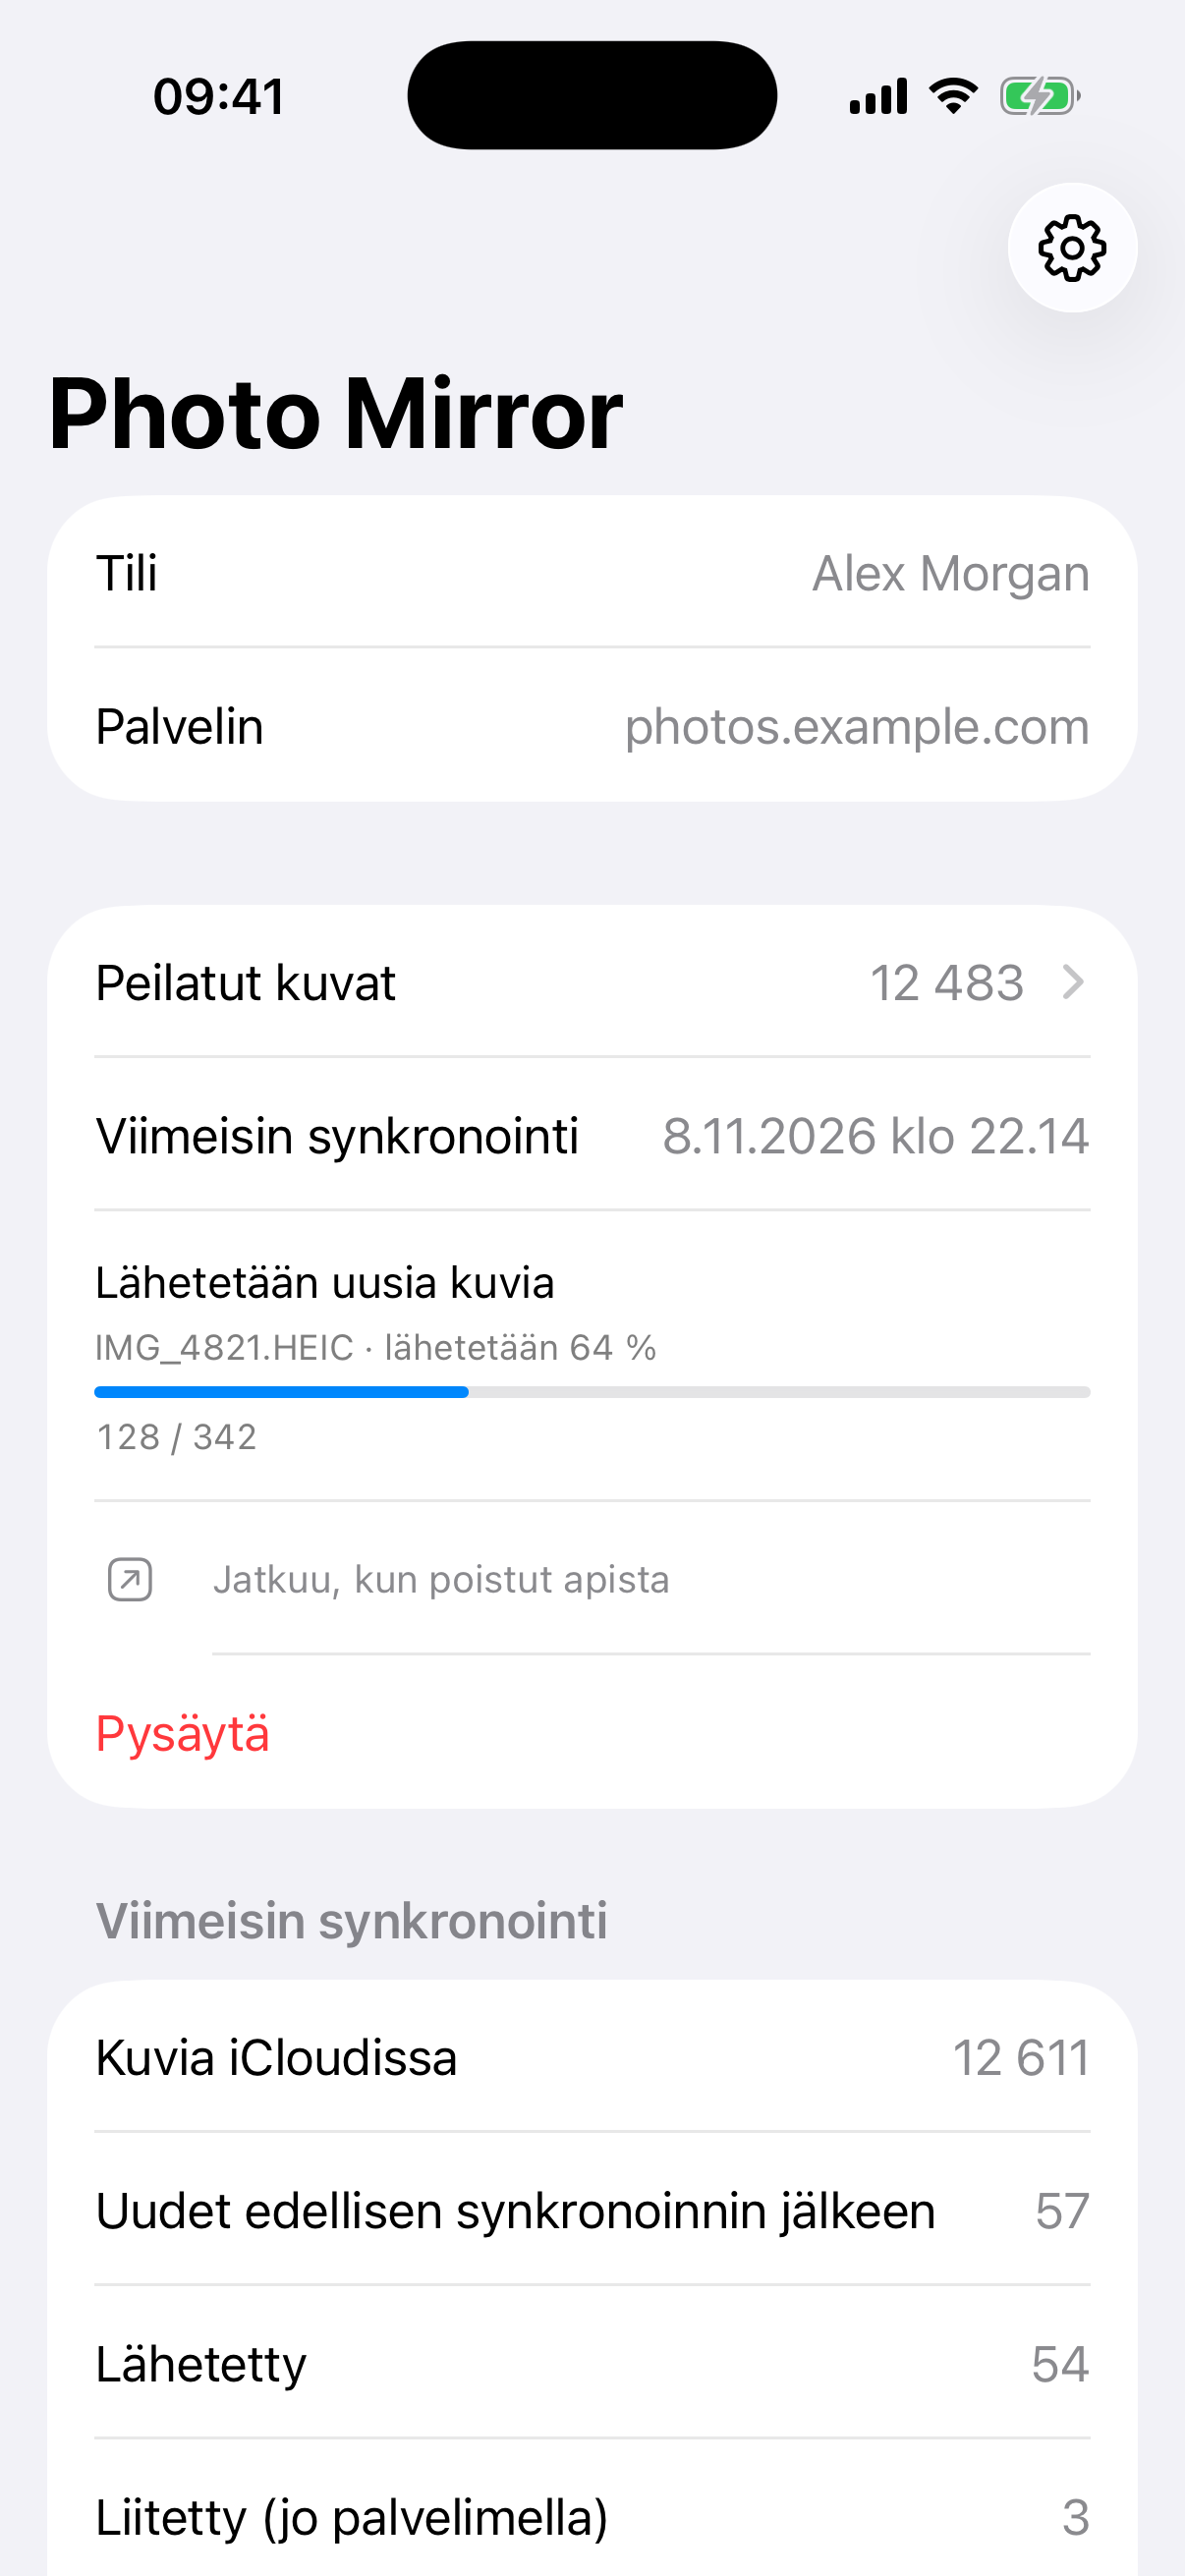 09:41
Photo Mirror
Tili Alex Morgan
Palvelin photos.example.com
Peilatut kuvat 12 483
Viimeisin synkronointi 8.11.2026 klo 22.14
Lähetetään uusia kuvia
IMG_4821.HEIC · lähetetään 64 %
128 / 342
Jatkuu, kun poistut apista
Pysäytä
Viimeisin synkronointi
Kuvia iCloudissa 12 611
Uudet edellisen synkronoinnin jälkeen 57
Lähetetty 54
Liitetty (jo palvelimella) 3